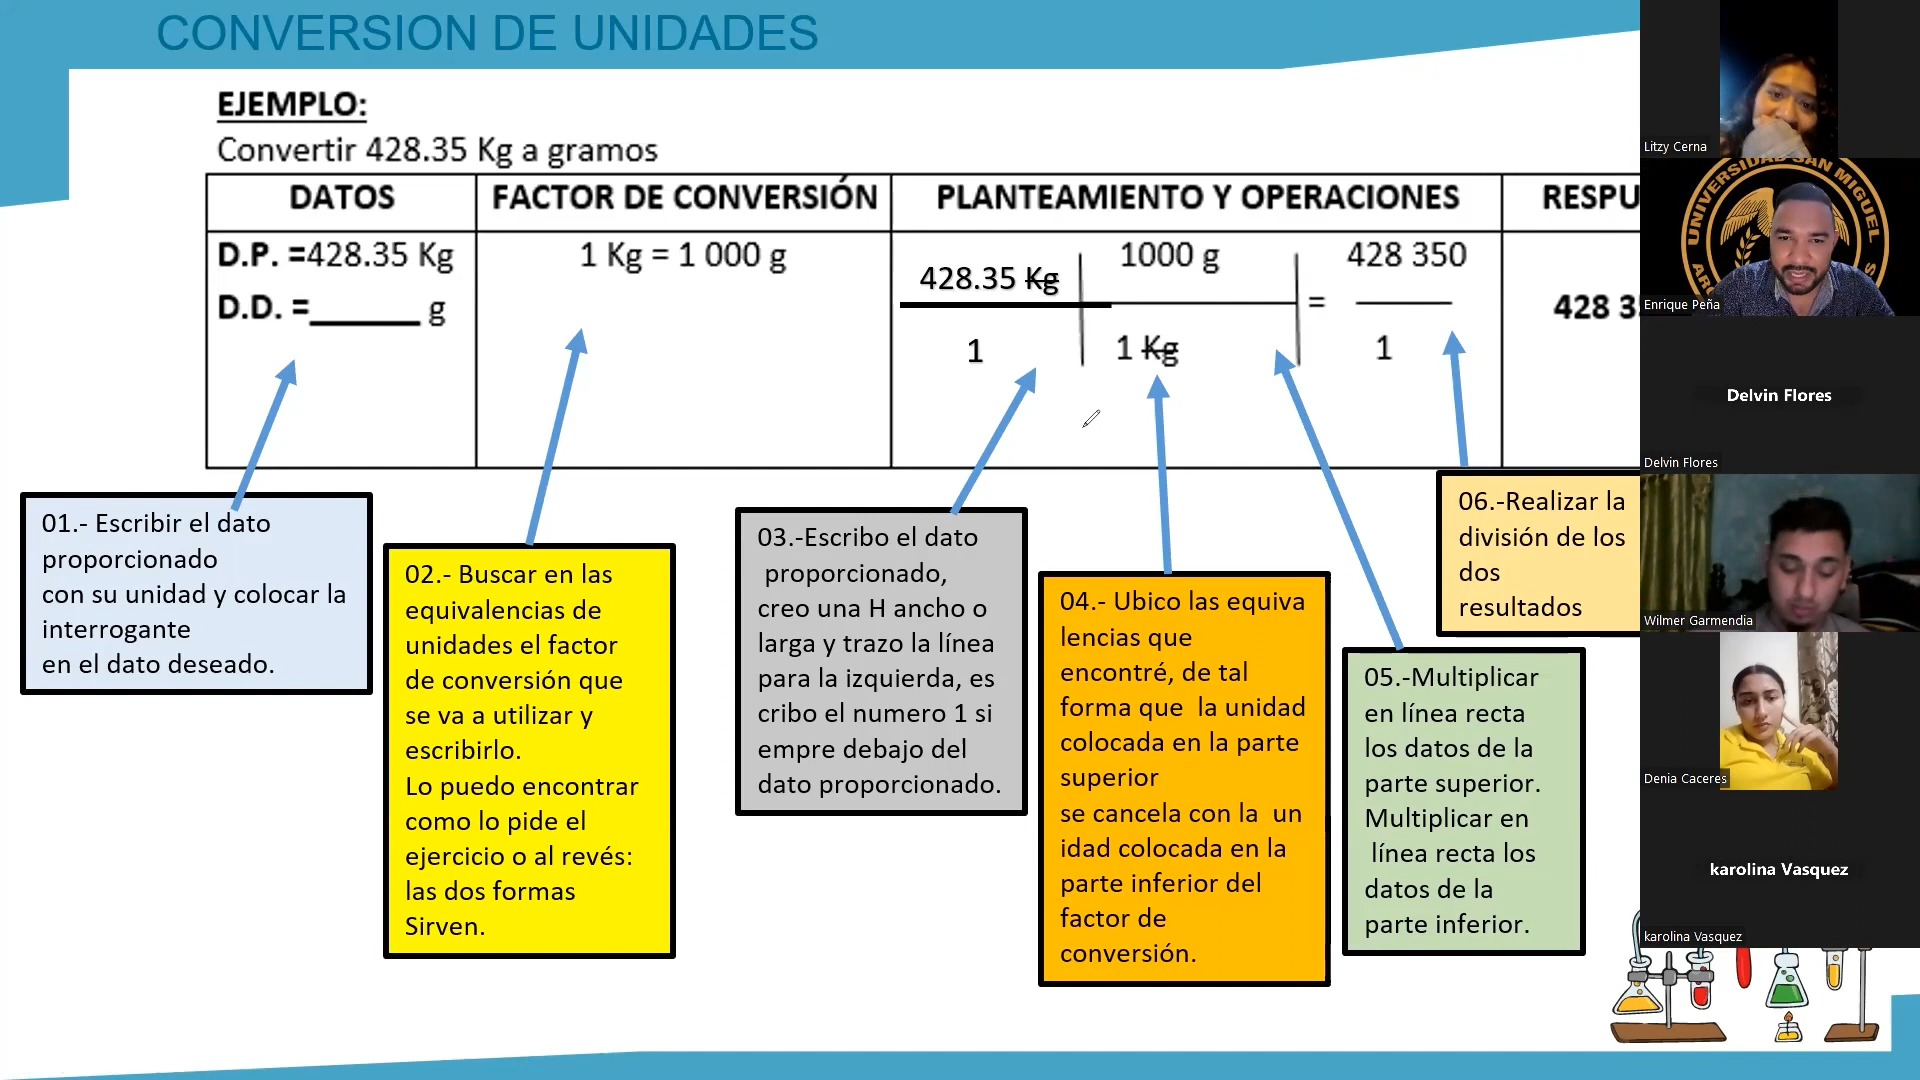 CONVERSION DE UNIDADES
EJEMPLO:
Convertir 428.35 Kg a gramos
DATOS
FACTOR DE CONVERSIÓN
PLANTEAMIENTO Y OPERACIONES
RESPU
D.P. =428.35 Kg
D.D. =_______ g
1 Kg = 1 000 g
428.35 Kg
1000 g
428 350
=
1
1 Kg
1
428 3
01.- Escribir el dato
proporcionado
con su unidad y colocar la
interrogante
en el dato deseado.
02.- Buscar en las
equivalencias de
unidades el factor
de conversión que
se va a utilizar y
escribirlo.
Lo puedo encontrar
como lo pide el
ejercicio o al revés:
las dos formas
Sirven.
03.-Escribo el dato
proporcionado,
creo una H ancho o
larga y trazo la línea
para la izquierda, es
cribo el numero 1 si
empre debajo del
dato proporcionado.
04.- Ubico las equiva
lencias que
encontré, de tal
forma que la unidad
colocada en la parte
superior
se cancela con la un
idad colocada en la
parte inferior del
factor de
conversión.
05.-Multiplicar
en línea recta
los datos de la
parte superior.
Multiplicar en
línea recta los
datos de la
parte inferior.
06.-Realizar la
división de los
dos
resultados
Litzy Cerna
UNIVERSIDAD SAN MIGUEL
Enrique Peña
Delvin Flores
Delvin Flores
Wilmer Garmendia
Denia Caceres
karolina Vasquez
karolina Vasquez